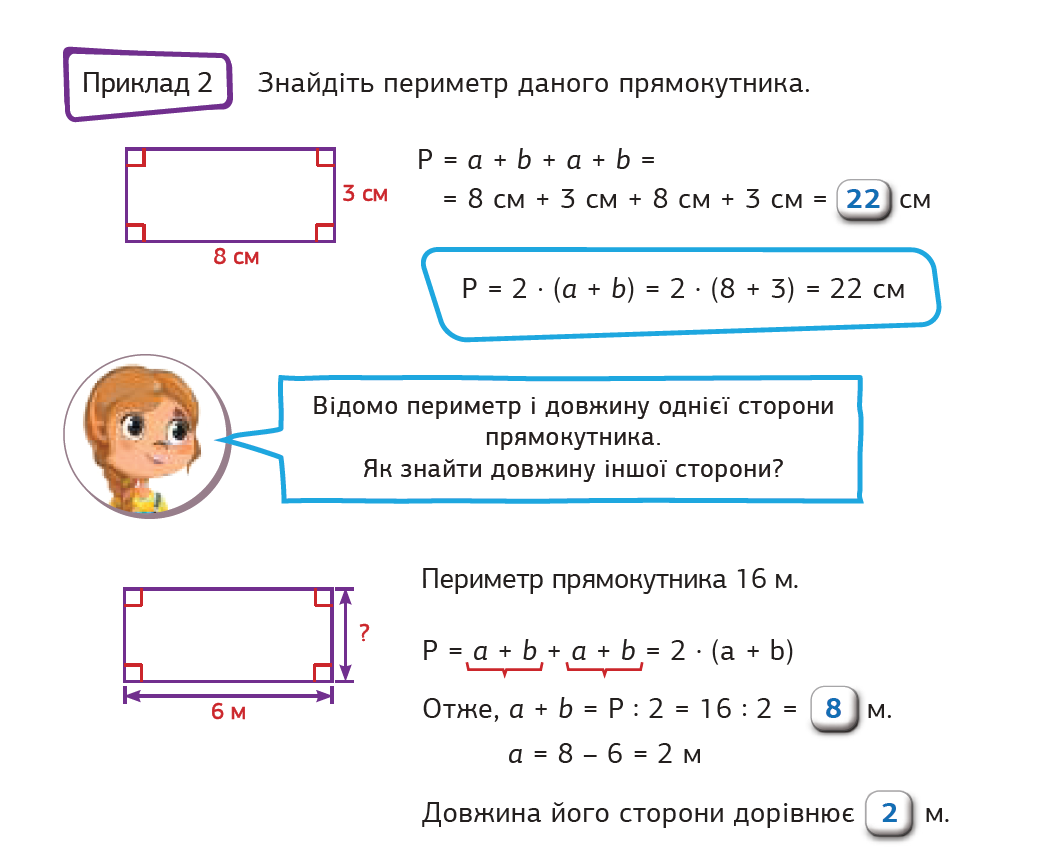 Приклад 2 Знайдіть периметр даного прямокутника.
P = a + b + a + b =
= 8 см + 3 см + 8 см + 3 см = 22 см
3 см
8 см
P = 2 · (a + b) = 2 · (8 + 3) = 22 см
Відомо периметр і довжину однієї сторони
прямокутника.
Як знайти довжину іншої сторони?
Периметр прямокутника 16 м.
?
6 м
P = a + b + a + b = 2 · (a + b)
Отже, a + b = P : 2 = 16 : 2 = 8 м.
a = 8 – 6 = 2 м
Довжина його сторони дорівнює 2 м.